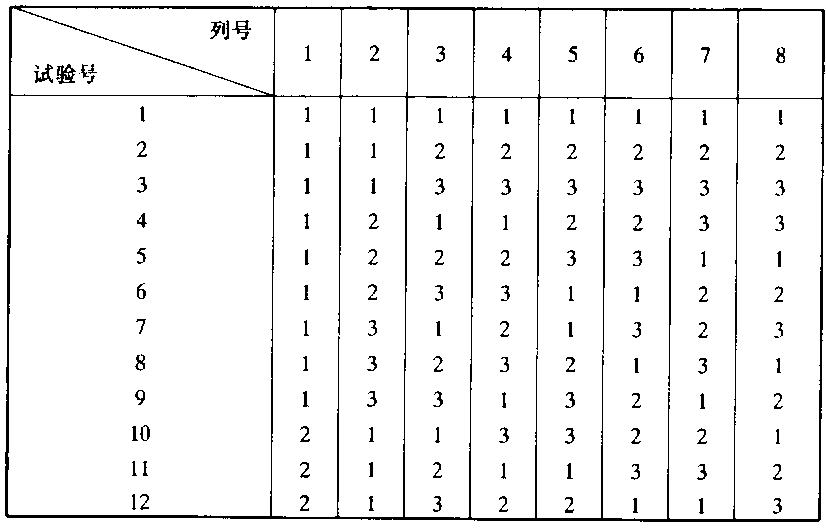 列号
试验号
1 2 3 4 5 6 7 8
1 1 1 1 1 1 1 1 1
2 1 1 2 2 2 2 2 2
3 1 1 3 3 3 3 3 3
4 1 2 1 1 2 2 3 3
5 1 2 2 2 3 3 1 1
6 1 2 3 3 1 1 2 2
7 1 3 1 2 1 3 2 3
8 1 3 2 3 2 1 3 1
9 1 3 3 1 3 2 1 2
10 2 1 1 3 3 2 2 1
11 2 1 2 1 1 3 3 2
12 2 1 3 2 2 1 1 3